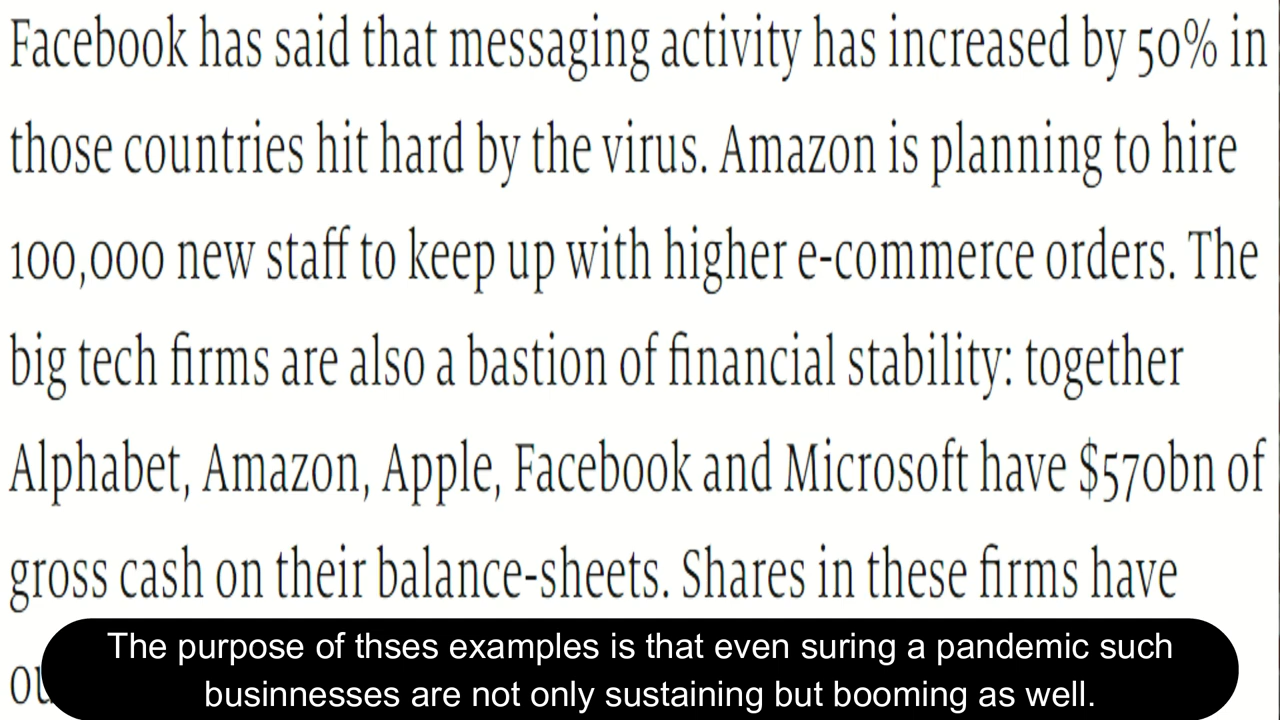 Facebook has said that messaging activity has increased by 50% in
those countries hit hard by the virus. Amazon is planning to hire
100,000 new staff to keep up with higher e-commerce orders. The
big tech firms are also a bastion of financial stability: together
Alphabet, Amazon, Apple, Facebook and Microsoft have $570bn of
gross cash on their balance-sheets. Shares in these firms have
The purpose of thses examples is that even suring a pandemic such
businnesses are not only sustaining but booming as well.